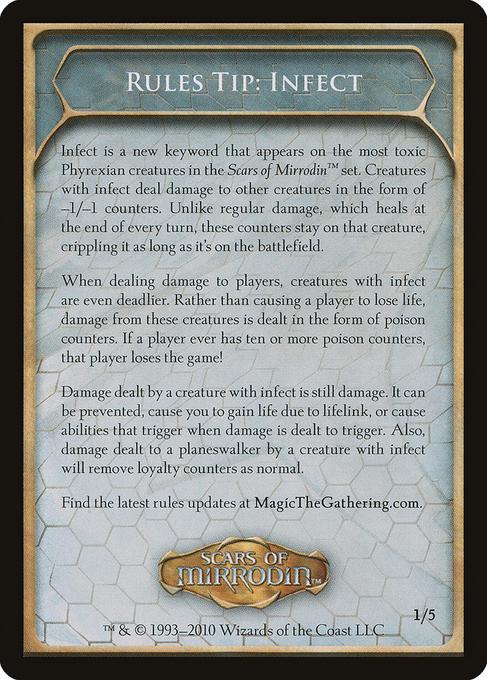 Rules Tip: Infect
Infect is a new keyword that appears on the most toxic
Phyrexian creatures in the Scars of Mirrodin™ set. Creatures
with infect deal damage to other creatures in the form of
–1/–1 counters. Unlike regular damage, which heals at
the end of every turn, these counters stay on that creature,
crippling it as long as it's on the battlefield.
When dealing damage to players, creatures with infect
are even deadlier. Rather than causing a player to lose life,
damage from these creatures is dealt in the form of poison
counters. If a player ever has ten or more poison counters,
that player loses the game!
Damage dealt by a creature with infect is still damage. It can
be prevented, cause you to gain life due to lifelink, or cause
abilities that trigger when damage is dealt to trigger. Also,
damage dealt to a planeswalker by a creature with infect
will remove loyalty counters as normal.
Find the latest rules updates at MagicTheGathering.com.
SCARS OF
MIRRODIN™
1/5
™ & © 1993–2010 Wizards of the Coast LLC